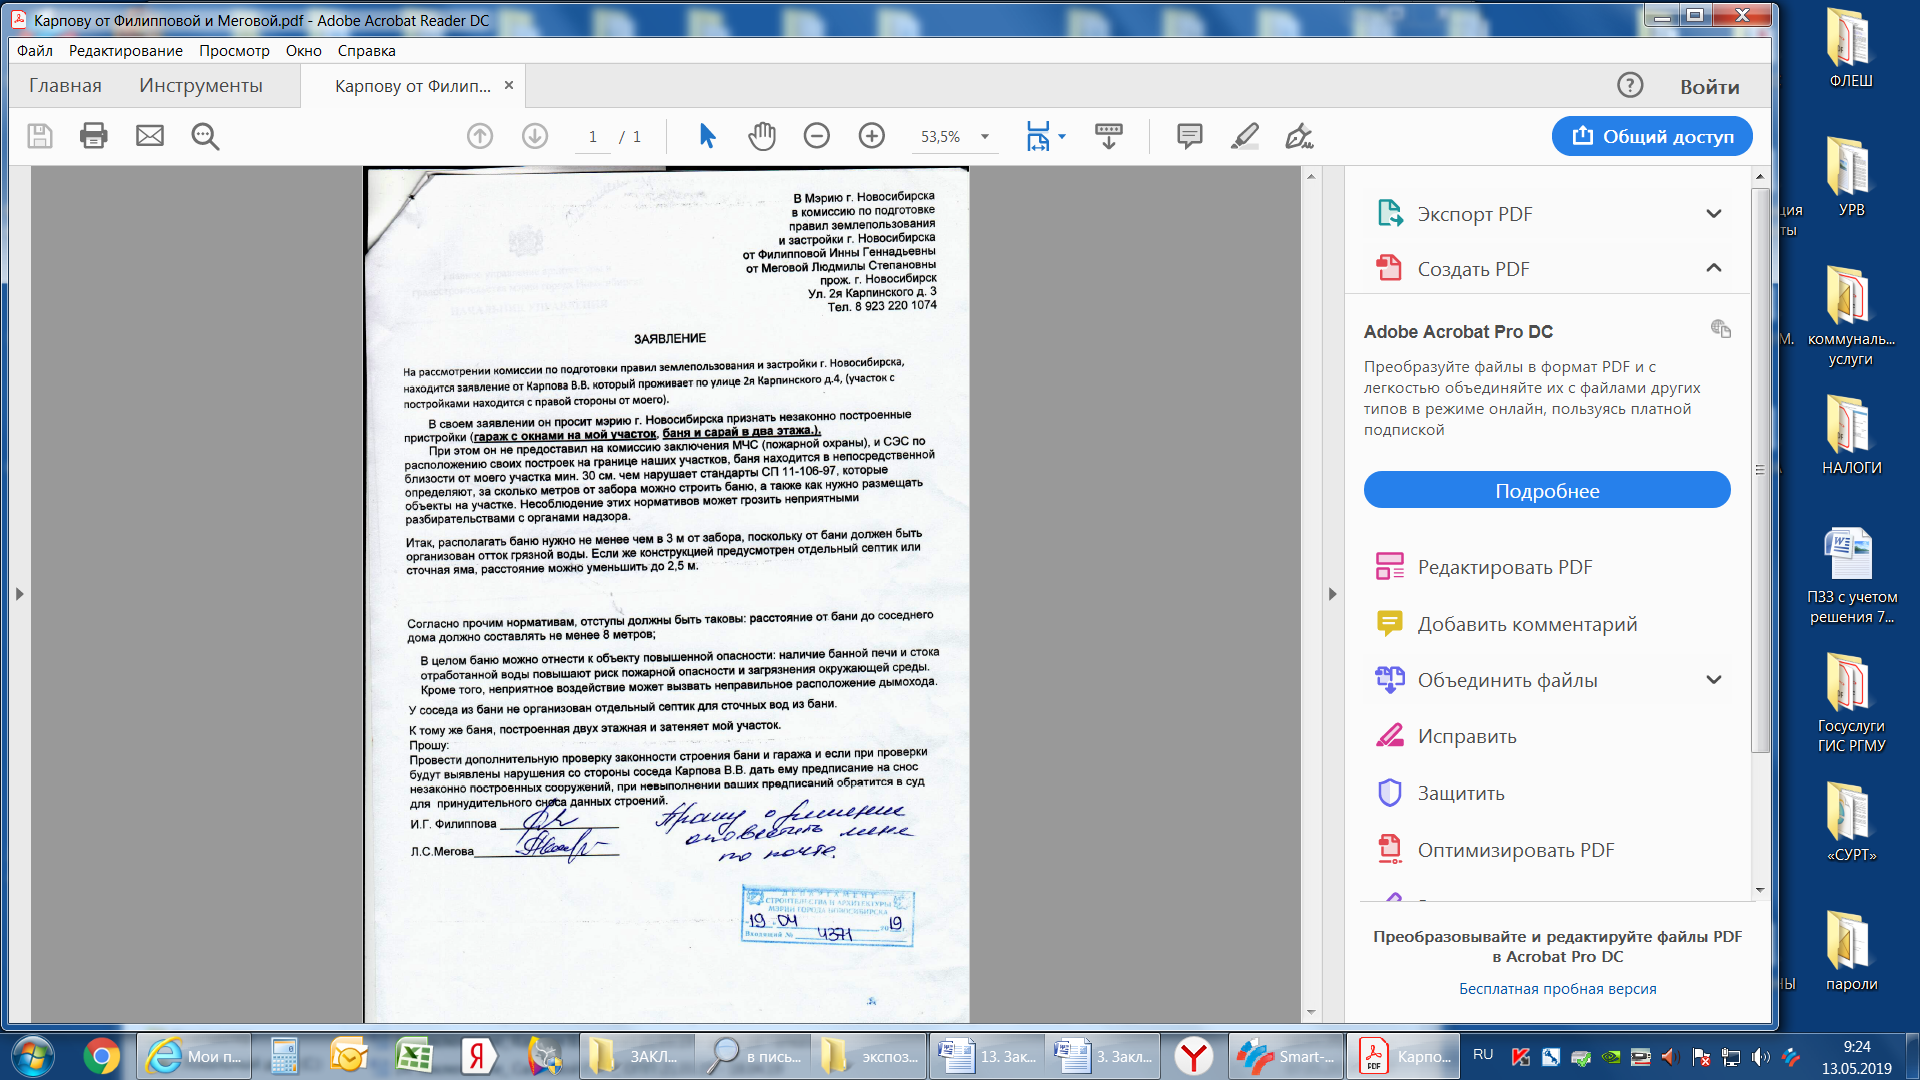 Карпову от Филипповой и Меговой.pdf - Adobe Acrobat Reader DC
Файл Редактирование Просмотр Окно Справка
Главная Инструменты Карпову от Филип... Войти
1 / 1 53,5% Общий доступ
В Мэрию г. Новосибирска
в комиссию по подготовке
правил землепользования
и застройки г. Новосибирска
от Филипповой Инны Геннадьевны
от Меговой Людмилы Степановны
прож. г. Новосибирск
Ул. 2я Карпинского д. 3
Тел. 8 923 220 1074
ЗАЯВЛЕНИЕ
На рассмотрении комиссии по подготовки правил землепользования и застройки г. Новосибирска,
находится заявление от Карпова В.В. который проживает по улице 2я Карпинского д.4, (участок с
постройками находится с правой стороны от моего).
В своем заявлении он просит мэрию г. Новосибирска признать незаконно построенные
пристройки (гараж с окнами на мой участок, баня и сарай в два этажа.).
При этом он не предоставил на комиссию заключения МЧС (пожарной охраны), и СЭС по
расположению своих построек на границе наших участков, баня находится в непосредственной
близости от моего участка мин. 30 см. чем нарушает стандарты СП 11-106-97, которые
определяют, за сколько метров от забора можно строить баню, а также как нужно размещать
объекты на участке. Несоблюдение этих нормативов может грозить неприятными
разбирательствами с органами надзора.
Итак, располагать баню нужно не менее чем в 3 м от забора, поскольку от бани должен быть
организован отток грязной воды. Если же конструкцией предусмотрен отдельный септик или
сточная яма, расстояние можно уменьшить до 2,5 м.
Согласно прочим нормативам, отступы должны быть таковы: расстояние от бани до соседнего
дома должно составлять не менее 8 метров;
В целом баню можно отнести к объекту повышенной опасности: наличие банной печи и стока
отработанной воды повышают риск пожарной опасности и загрязнения окружающей среды.
Кроме того, неприятное воздействие может вызвать неправильное расположение дымохода.
У соседа из бани не организован отдельный септик для сточных вод из бани.
К тому же баня, построенная двух этажная и затеняет мой участок.
Прошу:
Провести дополнительную проверку законности строения бани и гаража и если при проверки
будут выявлены нарушения со стороны соседа Карпова В.В. дать ему предписание на снос
незаконно построенных сооружений, при невыполнении ваших предписаний обратится в суд
для принудительного сноса данных строений.
И.Г. Филиппова
Л.С.Мегова
Прошу о решении
оповестить меня
по почте.
ДЕПАРТАМЕНТ
СТРОИТЕЛЬСТВА И АРХИТЕКТУРЫ
МЭРИИ ГОРОДА НОВОСИБИРСКА
19 04 2019 г.
Входящий № 4371
Экспорт PDF
Создать PDF
Adobe Acrobat Pro DC
Преобразуйте файлы в формат PDF и с
легкостью объединяйте их с файлами других
типов в режиме онлайн, пользуясь платной
подпиской
Подробнее
Редактировать PDF
Добавить комментарий
Объединить файлы
Исправить
Защитить
Оптимизировать PDF
Преобразовывайте и редактируйте файлы PDF
в Acrobat Pro DC
Бесплатная пробная версия
ФЛЕШ
УРВ
коммуналь...
услуги
НАЛОГИ
ПЗЗ с учетом
решения 7...
Госуслуги
ГИС РГМУ
«СУРТ»
пароли
Мои п... ЗАКЛ... в пись... экспоз... 13. Зак... 3. Закл... Smart-... Карпо... RU 9:24
13.05.2019